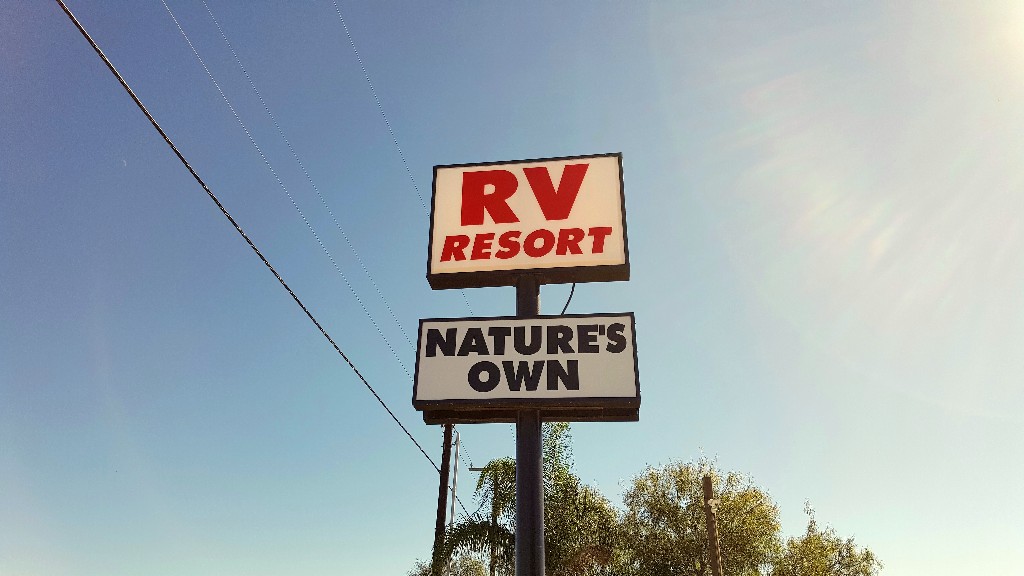 RV
RESORT
NATURE'S
OWN